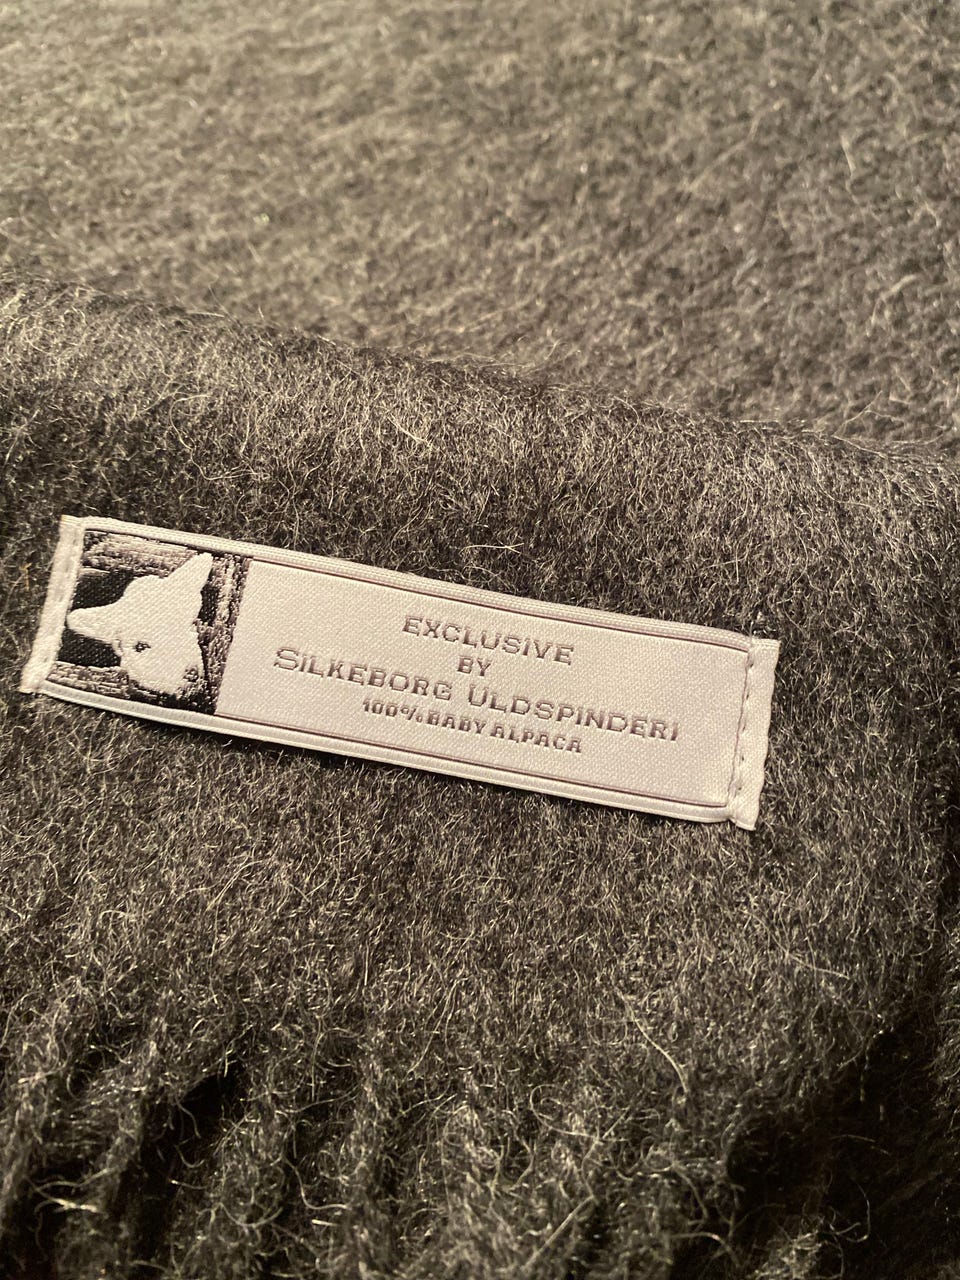 EXCLUSIVE
BY
SILKEBORG ULDSPINDERI
100% BABY ALPACA